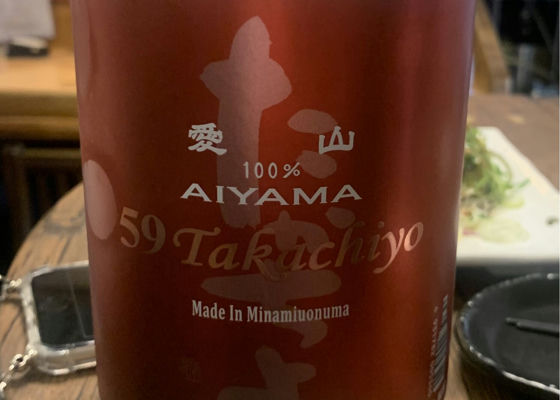 愛山
100%
AIYAMA
59 Takachiyo
Made In Minamiuonuma